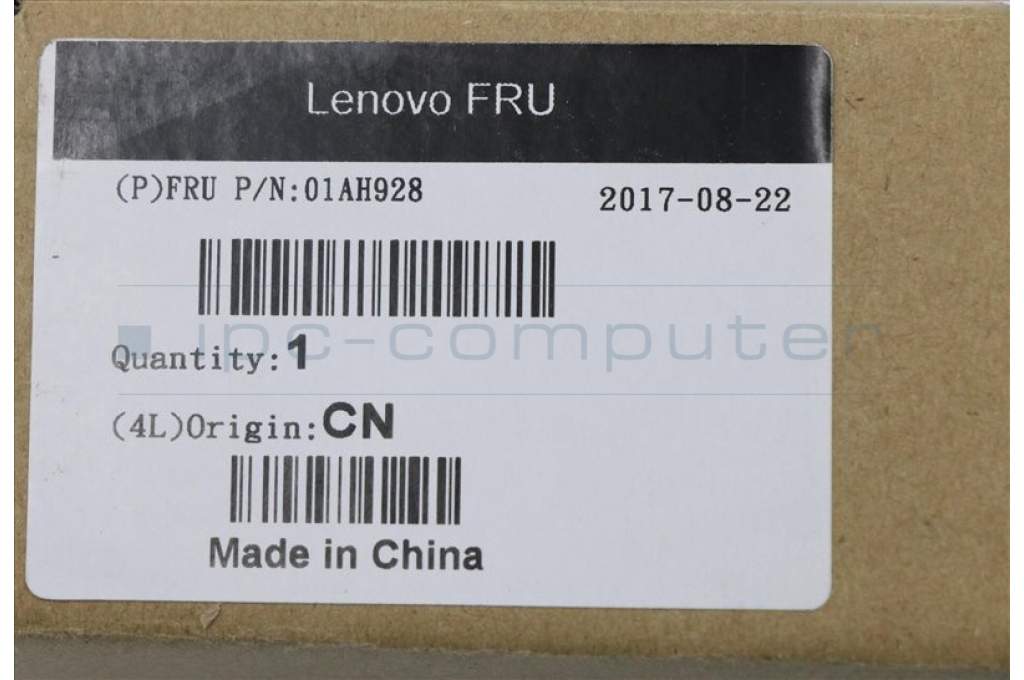 Lenovo FRU
(P)FRU P/N:01AH928 2017-08-22
ipc-computer
Quantity:1
(4L)Origin:CN
Made in China